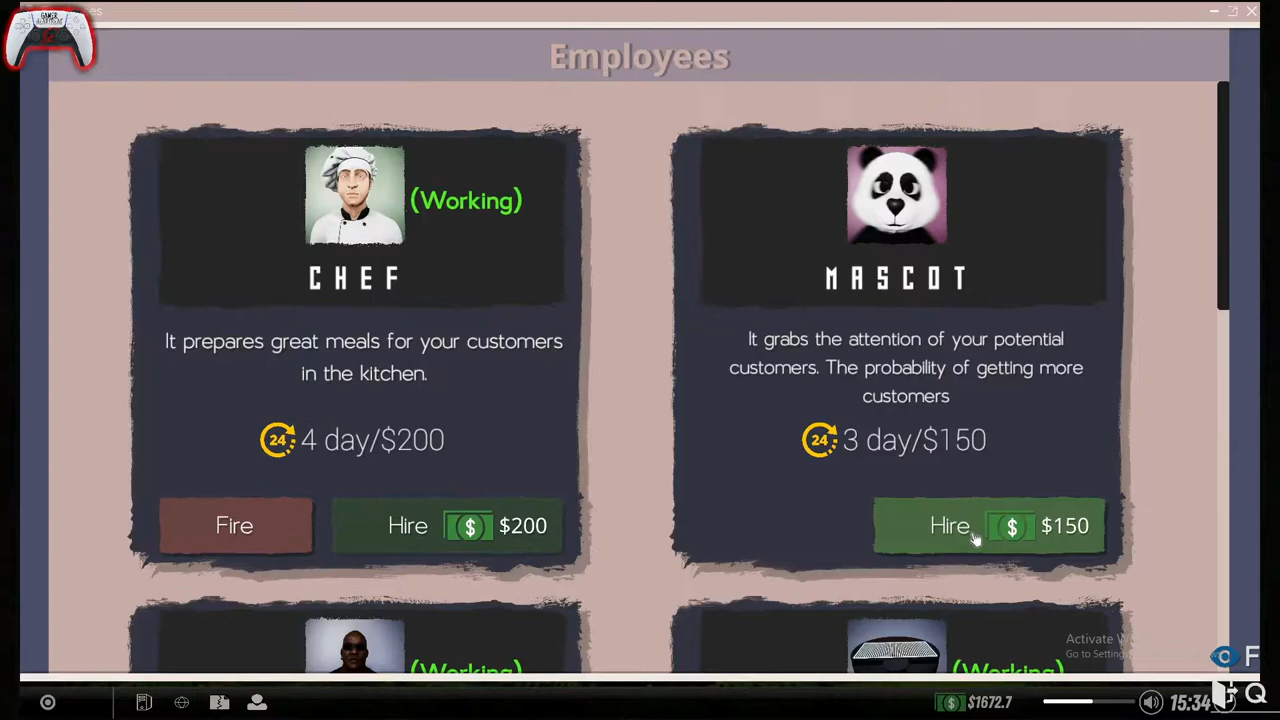 Employees
(Working)
CHEF
It prepares great meals for your customers
in the kitchen.
24 4 day/$200
Fire
Hire $ $200
MASCOT
It grabs the attention of your potential
customers. The probability of getting more
customers
24 3 day/$150
Hire $ $150
(Working)
(Working)
Activate W
Go to Setting
F
$1672.7
15:34
Q